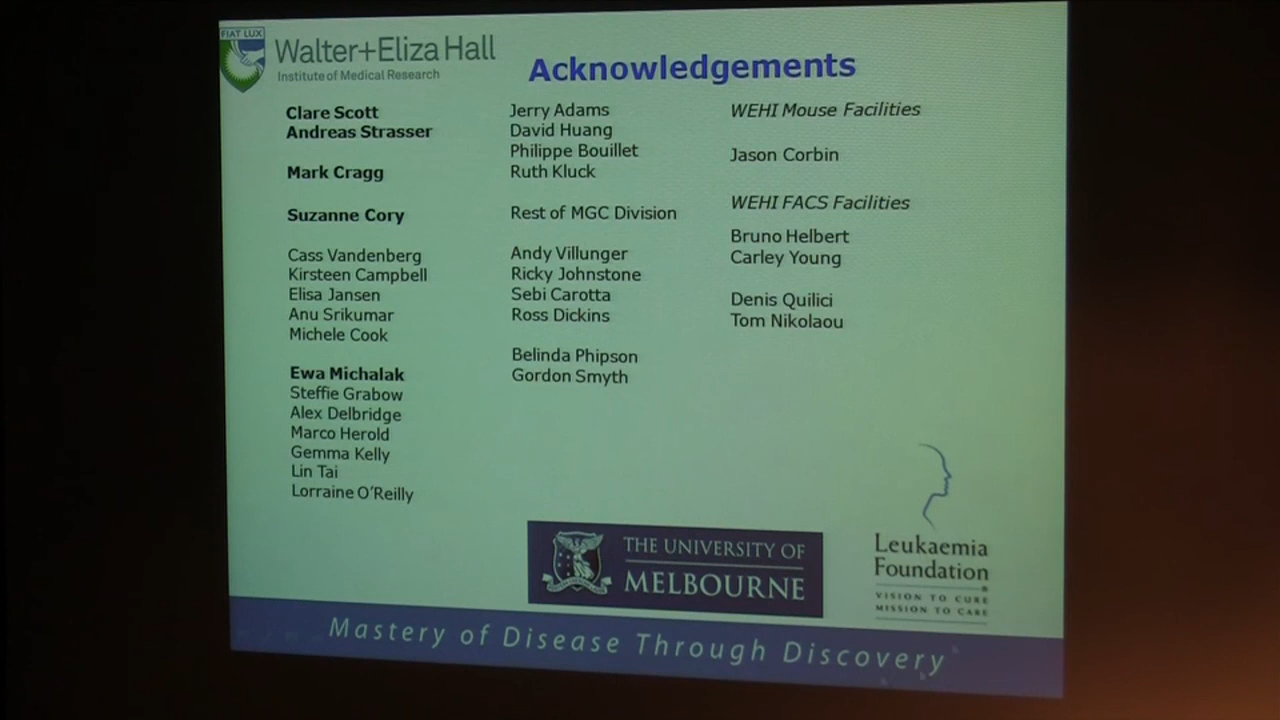 FIAT LUX
Walter+Eliza Hall
Institute of Medical Research
Acknowledgements
Clare Scott
Andreas Strasser
Mark Cragg
Suzanne Cory
Cass Vandenberg
Kirsteen Campbell
Elisa Jansen
Anu Srikumar
Michele Cook
Ewa Michalak
Steffie Grabow
Alex Delbridge
Marco Herold
Gemma Kelly
Lin Tai
Lorraine O'Reilly
Jerry Adams
David Huang
Philippe Bouillet
Ruth Kluck
Rest of MGC Division
Andy Villunger
Ricky Johnstone
Sebi Carotta
Ross Dickins
Belinda Phipson
Gordon Smyth
WEHI Mouse Facilities
Jason Corbin
WEHI FACS Facilities
Bruno Helbert
Carley Young
Denis Quilici
Tom Nikolaou
THE UNIVERSITY OF
MELBOURNE
Leukaemia
Foundation
VISION TO CURE
MISSION TO CARE
Mastery of Disease Through Discovery